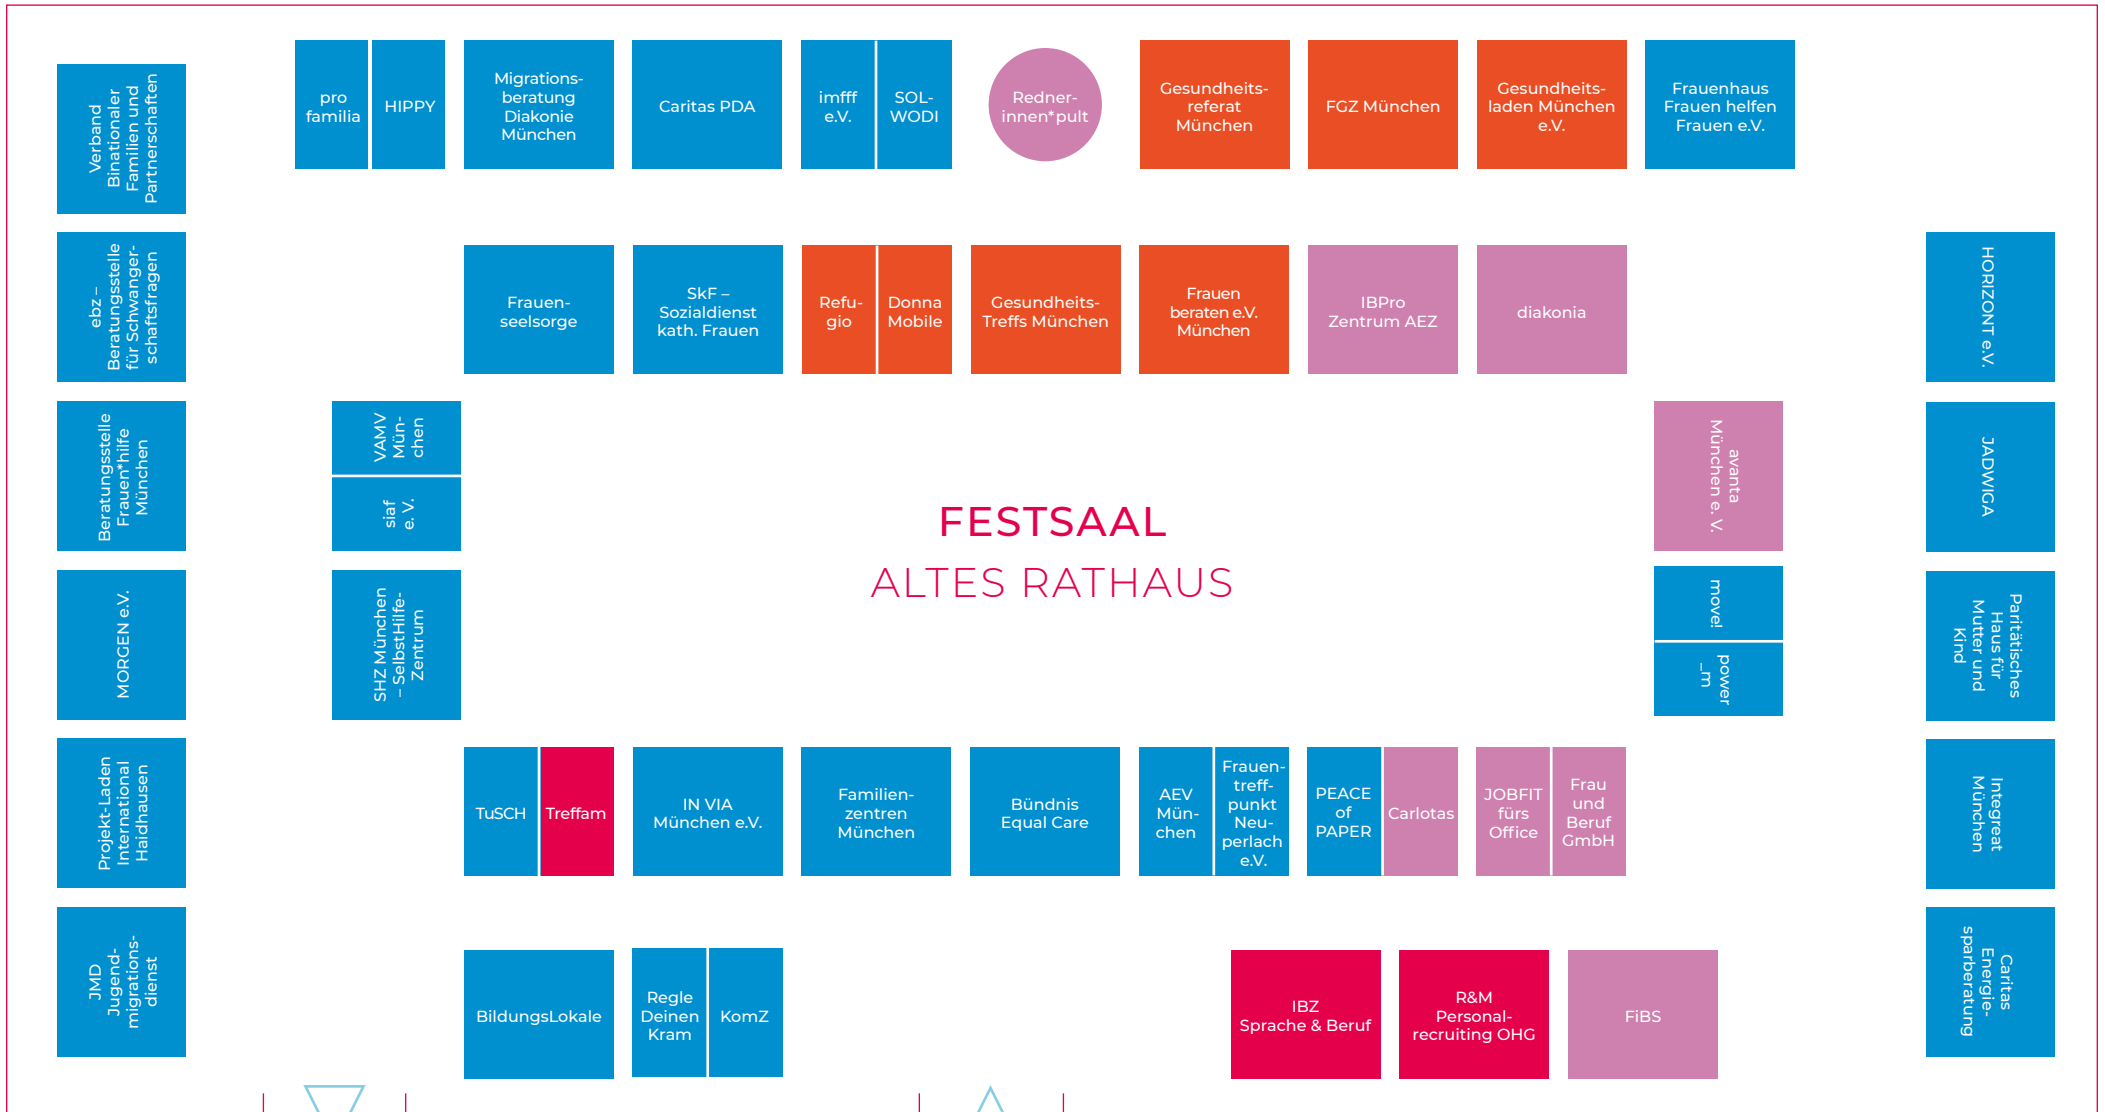 Verband
Binationaler
Familien und
Partnerschaften
pro
familia
HIPPY
Migrations-
beratung
Diakonie
München
Caritas PDA
imfff
e.V.
SOL-
WODI
Redner-
innen*pult
Gesundheits-
referat
München
FGZ München
Gesundheits-
laden München
e.V.
Frauenhaus
Frauen helfen
Frauen e.V.
ebz –
Beratungsstelle
für Schwanger-
schaftsfragen
Frauen-
seelsorge
SkF –
Sozialdienst
kath. Frauen
Refu-
gio
Donna
Mobile
Gesundheits-
Treffs München
Frauen
beraten e.V.
München
IBPro
Zentrum AEZ
diakonia
HORIZONT e.V.
Beratungsstelle
Frauen*hilfe
München
VAMV
Mün-
chen
siaf
e. V.
avanta
München e. V.
JADWIGA
FESTSAAL
ALTES RATHAUS
MORGEN e.V.
SHZ München
– SelbstHilfe-
Zentrum
move!
power
_m
Paritätisches
Haus für
Mutter und
Kind
Projekt-Laden
International
Haidhausen
TuSCH
Treffam
IN VIA
München e.V.
Familien-
zentren
München
Bündnis
Equal Care
AEV
Mün-
chen
Frauen-
treff-
punkt
Neu-
perlach
e.V.
PEACE
of
PAPER
Carlotas
JOBFIT
fürs
Office
Frau
und
Beruf
GmbH
Integreat
München
JMD
Jugend-
migrations-
dienst
BildungsLokale
Regle
Deinen
Kram
KomZ
IBZ
Sprache & Beruf
R&M
Personal-
recruiting OHG
FiBS
Caritas
Energie-
sparberatung